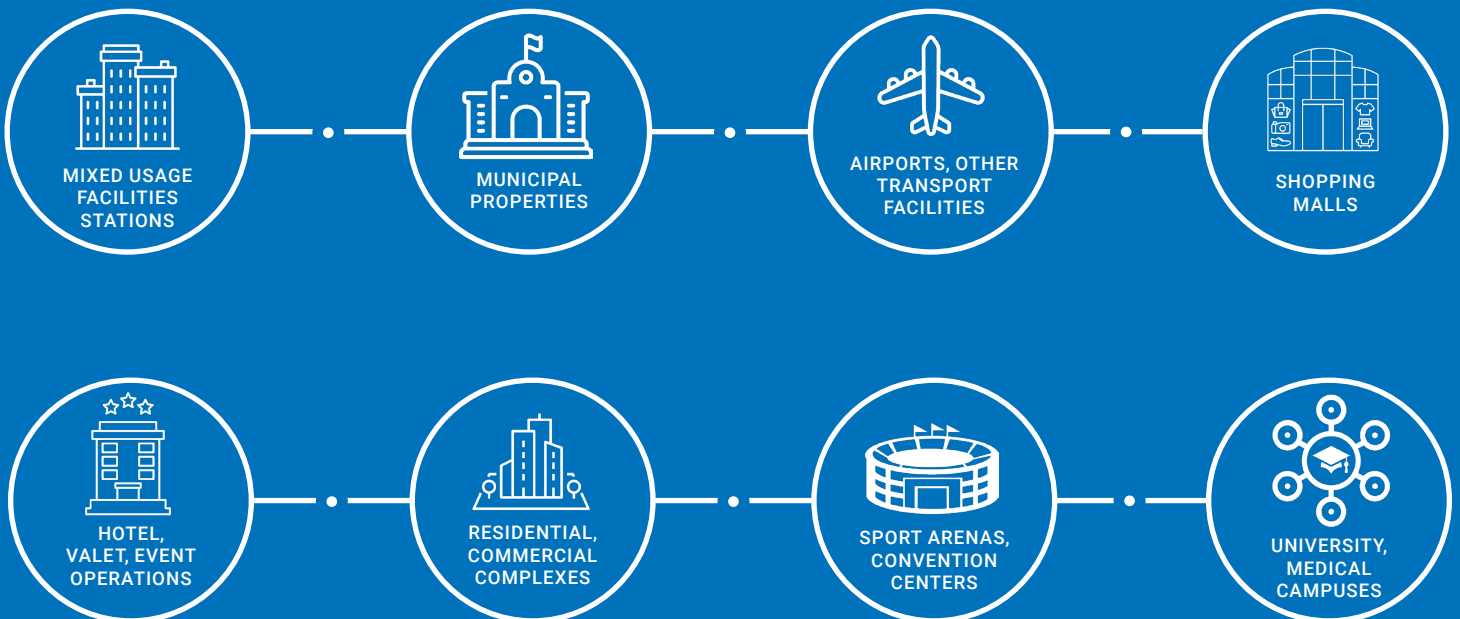 MIXED USAGE
FACILITIES
STATIONS
MUNICIPAL
PROPERTIES
AIRPORTS, OTHER
TRANSPORT
FACILITIES
SHOPPING
MALLS
HOTEL,
VALET, EVENT
OPERATIONS
RESIDENTIAL,
COMMERCIAL
COMPLEXES
SPORT ARENAS,
CONVENTION
CENTERS
UNIVERSITY,
MEDICAL
CAMPUSES